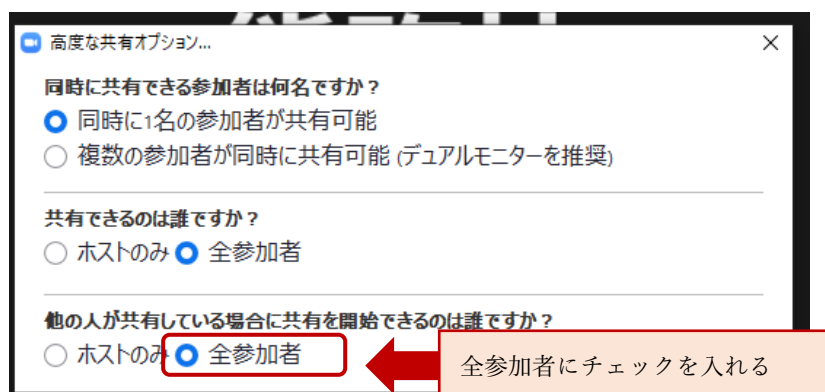 高度な共有オプション...
同時に共有できる参加者は何名ですか？
同時に1名の参加者が共有可能
複数の参加者が同時に共有可能 (デュアルモニターを推奨)
共有できるのは誰ですか？
ホストのみ 全参加者
他の人が共有している場合に共有を開始できるのは誰ですか？
ホストのみ 全参加者
全参加者にチェックを入れる